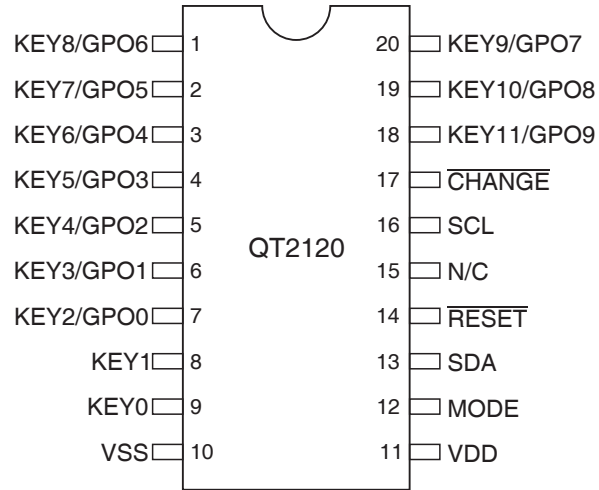 KEY8/GPO6 1 20 KEY9/GPO7
KEY7/GPO5 2 19 KEY10/GPO8
KEY6/GPO4 3 18 KEY11/GPO9
KEY5/GPO3 4 17 CHANGE
KEY4/GPO2 5 16 SCL
QT2120
KEY3/GPO1 6 15 N/C
KEY2/GPO0 7 14 RESET
KEY1 8 13 SDA
KEY0 9 12 MODE
VSS 10 11 VDD